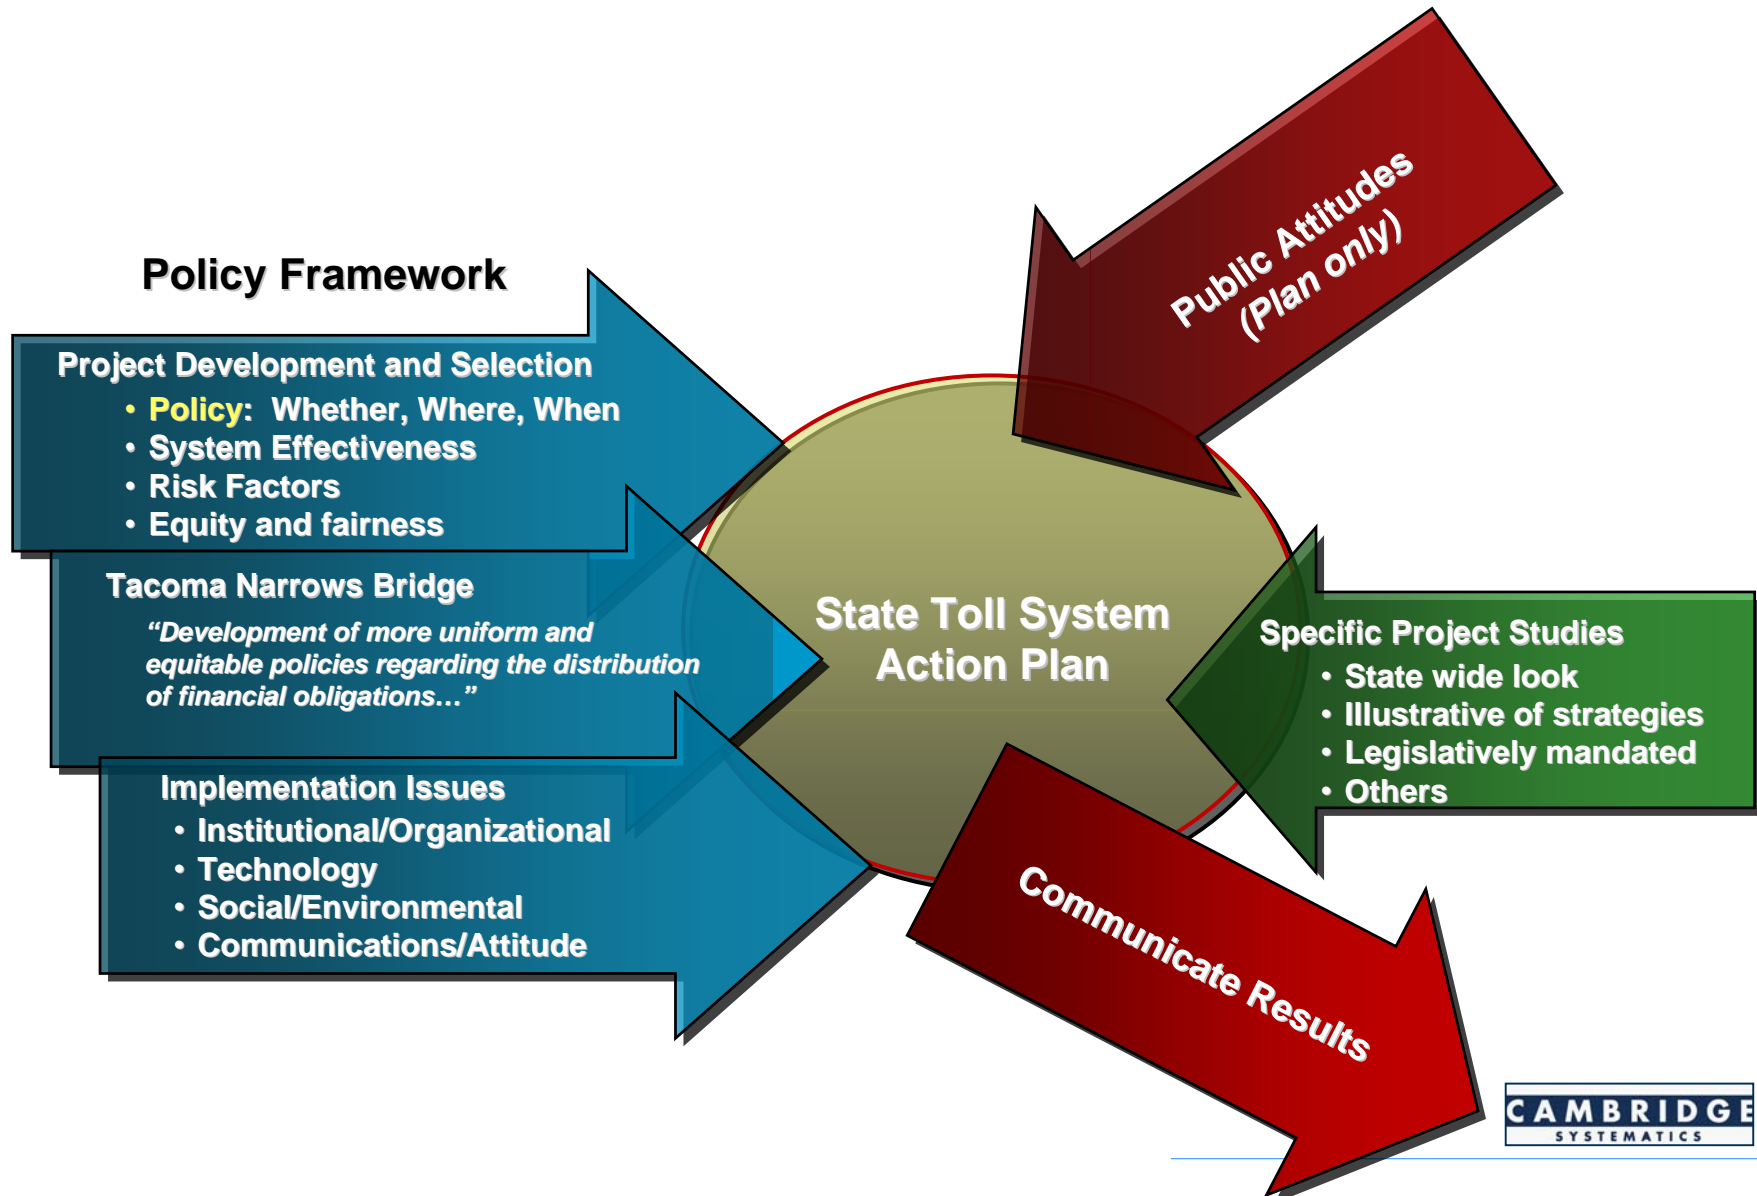 Policy Framework
Project Development and Selection
• Policy: Whether, Where, When
• System Effectiveness
• Risk Factors
• Equity and fairness
Tacoma Narrows Bridge
“Development of more uniform and
equitable policies regarding the distribution
of financial obligations…”
Implementation Issues
• Institutional/Organizational
• Technology
• Social/Environmental
• Communications/Attitude
State Toll System
Action Plan
Public Attitudes
(Plan only)
Specific Project Studies
• State wide look
• Illustrative of strategies
• Legislatively mandated
• Others
Communicate Results
CAMBRIDGE
SYSTEMATICS